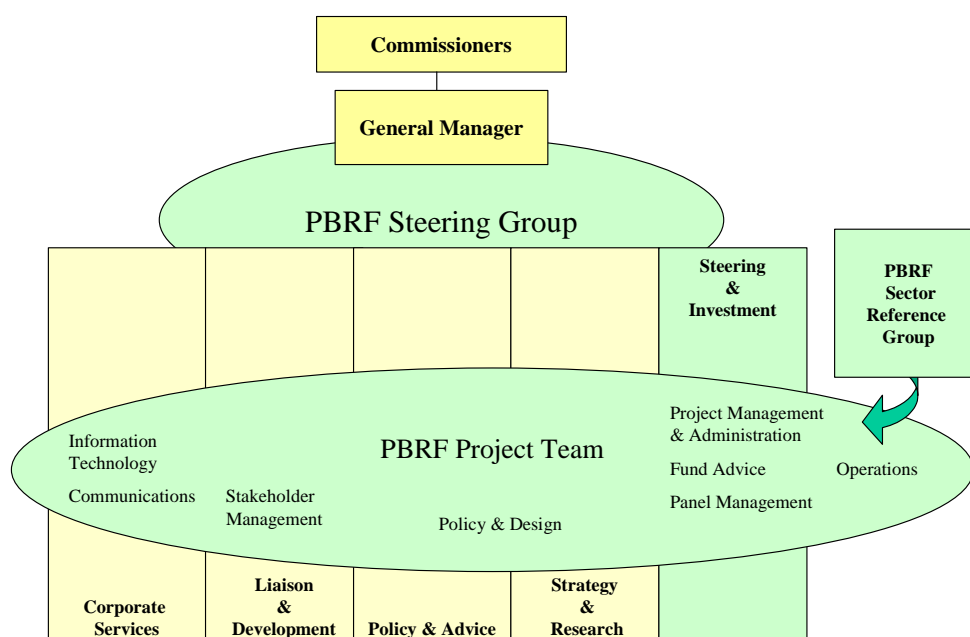 Commissioners
General Manager
PBRF Steering Group
Steering
&
Investment
PBRF
Sector
Reference
Group
Project Management
& Administration
Information
Technology
PBRF Project Team
Fund Advice
Operations
Communications
Stakeholder
Management
Panel Management
Policy & Design
Corporate
Services
Liaison
&
Development
Policy & Advice
Strategy
&
Research